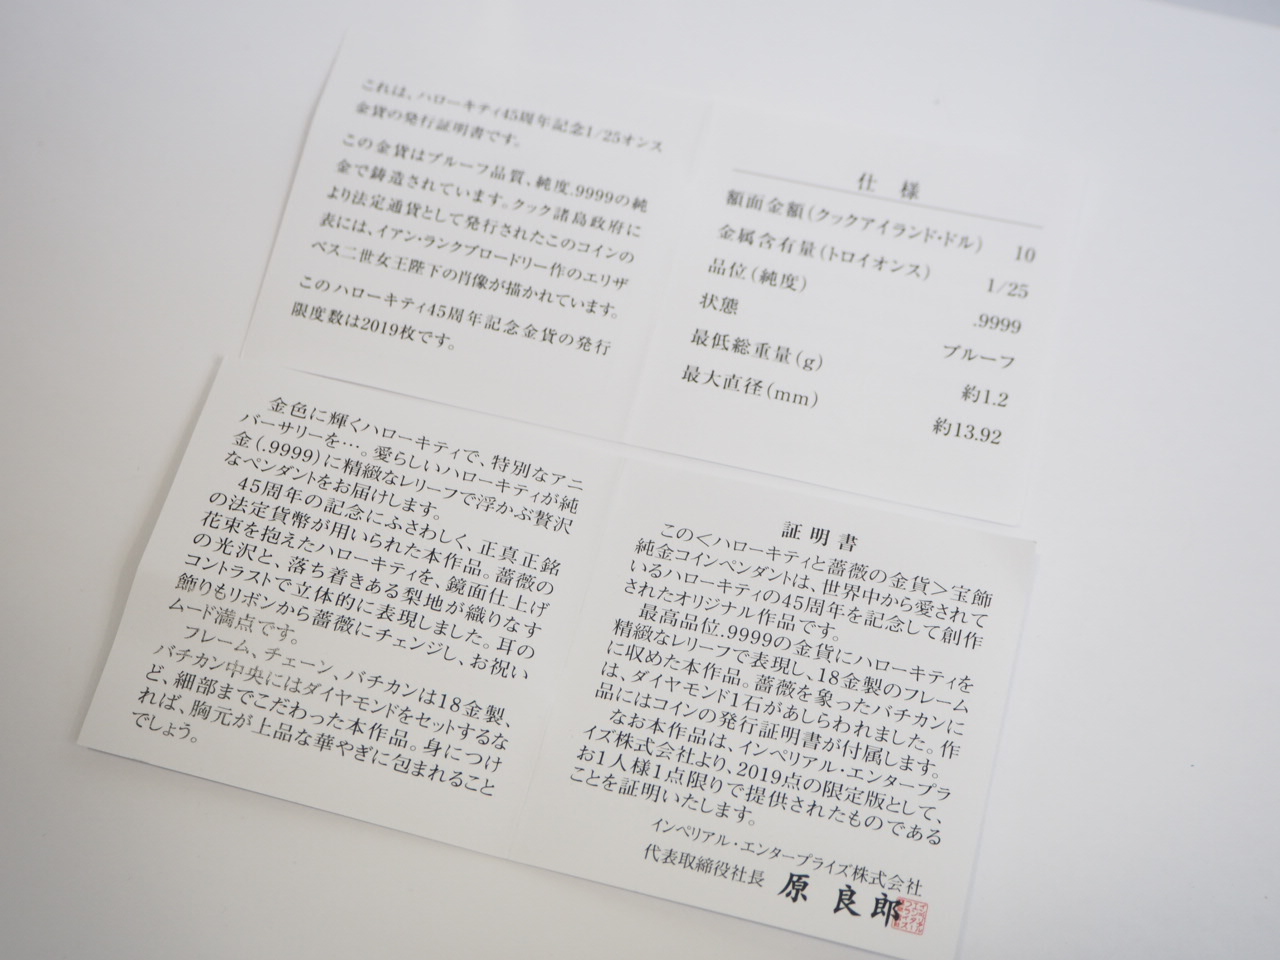 これは、ハローキティ45周年記念1/25オンス
金貨の発行証明書です。
この金貨はプルーフ品質、純度.9999の純
金で鋳造されています。クック諸島政府に
より法定通貨として発行されたこのコインの
表には、イアン・ランクブロードリー作のエリザ
ベス二世女王陛下の肖像が描かれています。
このハローキティ45周年記念金貨の発行
限度数は2019枚です。
仕 様
額面金額(クックアイランド・ドル) 10
金属含有量(トロイオンス) 1/25
品位(純度) .9999
状態 プルーフ
最低総重量(g) 約1.2
最大直径(mm) 約13.92
金色に輝くハローキティで、特別なアニ
バーサリーを…。愛らしいハローキティが純
金(.9999)に精緻なレリーフで浮かぶ贅沢
なペンダントをお届けします。
45周年の記念にふさわしく、正真正銘
の法定貨幣が用いられた本作品。薔薇の
花束を抱えたハローキティを、鏡面仕上げ
の光沢と、落ち着きある梨地が織りなす
コントラストで立体的に表現しました。耳の
飾りもリボンから薔薇にチェンジし、お祝い
ムード満点です。
フレーム、チェーン、バチカンは18金製、
バチカン中央にはダイヤモンドをセットするな
ど、細部までこだわった本作品。身につけ
れば、胸元が上品な華やぎに包まれること
でしょう。
証明書
この＜ハローキティと薔薇の金貨＞宝飾
純金コインペンダントは、世界中から愛されて
いるハローキティの45周年を記念して創作
されたオリジナル作品です。
最高品位.9999の金貨にハローキティを
精緻なレリーフで表現し、18金製のフレーム
に収めた本作品。薔薇を象ったバチカンに
は、ダイヤモンド1石があしらわれました。作
品にはコインの発行証明書が付属します。
なお本作品は、インペリアル・エンタープラ
イズ株式会社より、2019点の限定版として、
お1人様1点限りで提供されたものである
ことを証明いたします。
インペリアル・エンタープライズ株式会社
代表取締役社長 原 良郎